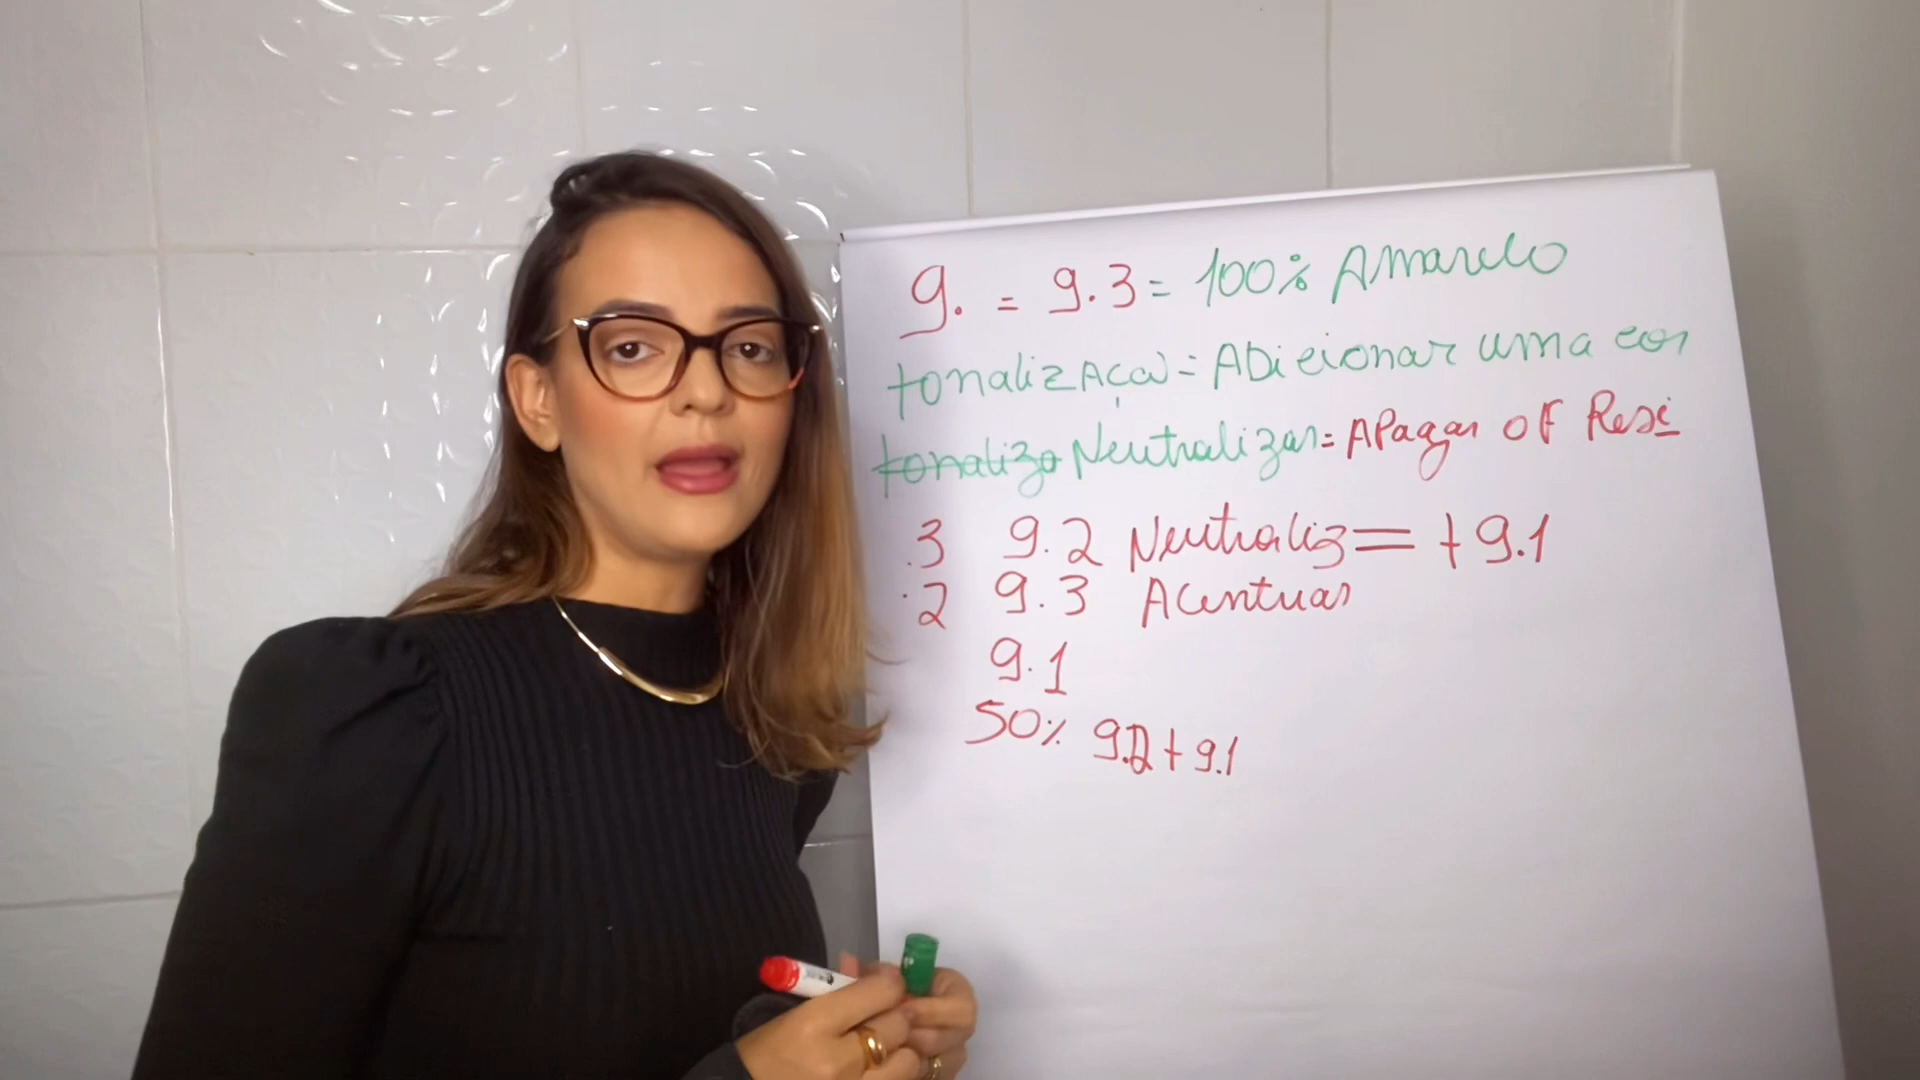 9. = 9.3 = 100% Amarelo
tonalizAçaõ = ADicionar uma cor
tonalizo Neutralizar = APagar OF Resi
.3 9.2 Neutraliz = + 9.1
.2 9.3 Acentuar
9.1
50% 9.2 + 9.1